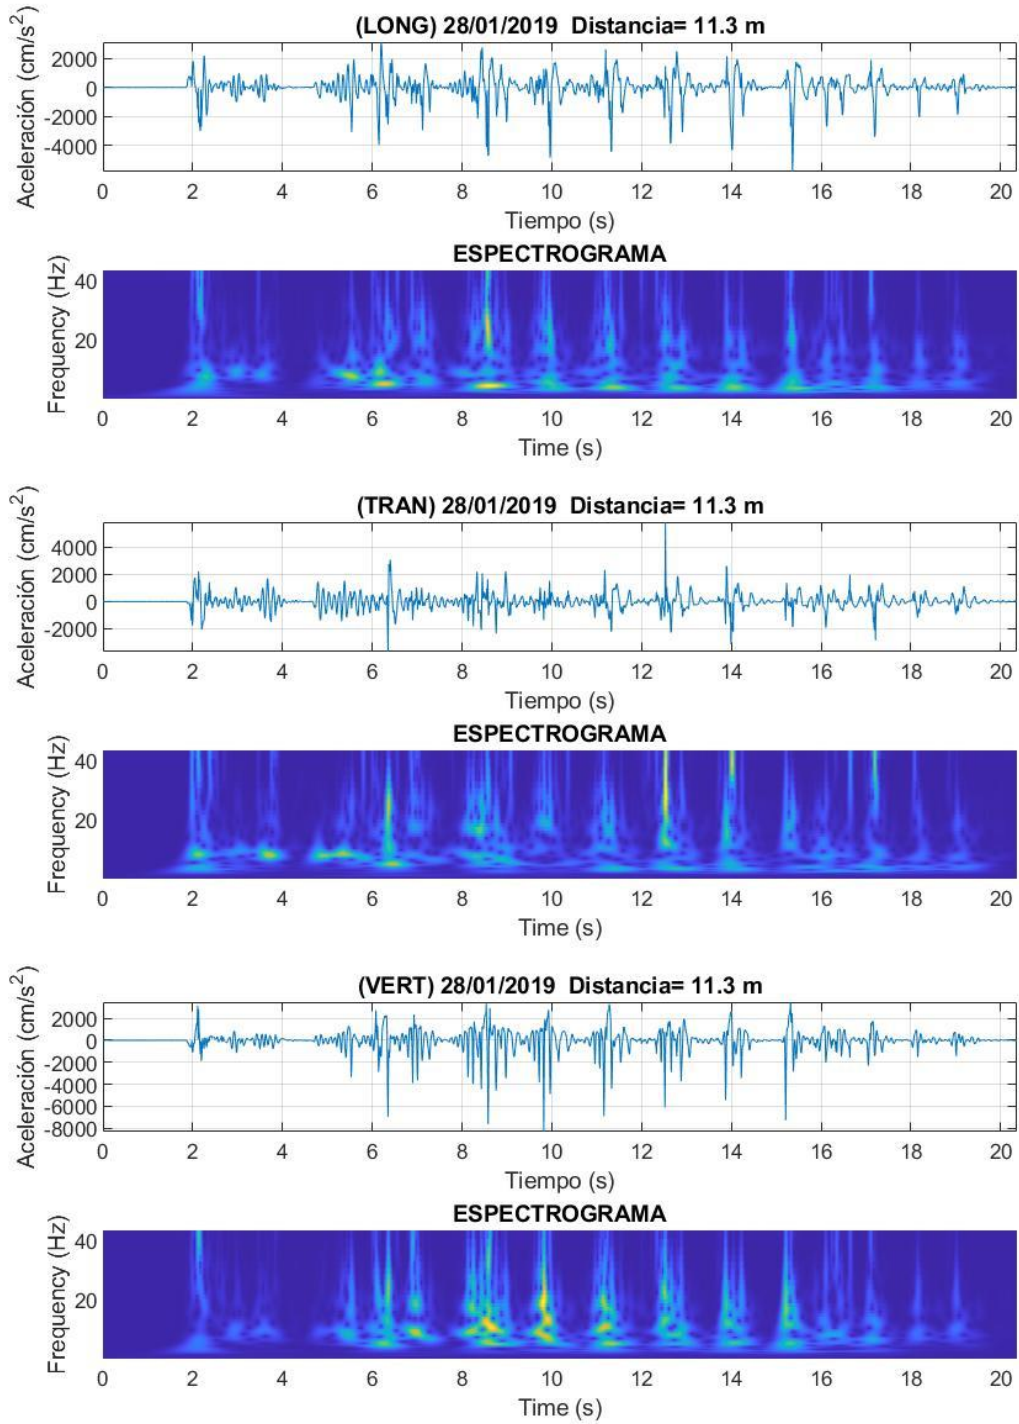 (LONG) 28/01/2019 Distancia= 11.3 m
Aceleración (cm/s²)
2000
0
-2000
-4000
0 2 4 6 8 10 12 14 16 18 20
Tiempo (s)
ESPECTROGRAMA
Frequency (Hz)
40
20
0 2 4 6 8 10 12 14 16 18 20
Time (s)
(TRAN) 28/01/2019 Distancia= 11.3 m
Aceleración (cm/s²)
4000
2000
0
-2000
0 2 4 6 8 10 12 14 16 18 20
Tiempo (s)
ESPECTROGRAMA
Frequency (Hz)
40
20
0 2 4 6 8 10 12 14 16 18 20
Time (s)
(VERT) 28/01/2019 Distancia= 11.3 m
Aceleración (cm/s²)
2000
0
-2000
-4000
-6000
-8000
0 2 4 6 8 10 12 14 16 18 20
Tiempo (s)
ESPECTROGRAMA
Frequency (Hz)
40
20
0 2 4 6 8 10 12 14 16 18 20
Time (s)